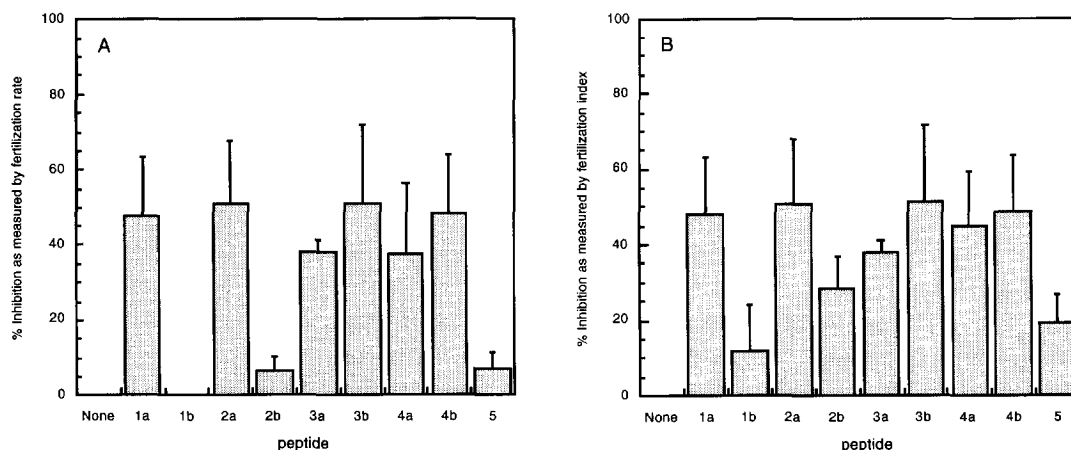 A
% Inhibition as measured by fertilization rate
100
80
60
40
20
0
None 1a 1b 2a 2b 3a 3b 4a 4b 5
peptide
B
% Inhibition as measured by fertilization index
100
80
60
40
20
0
None 1a 1b 2a 2b 3a 3b 4a 4b 5
peptide